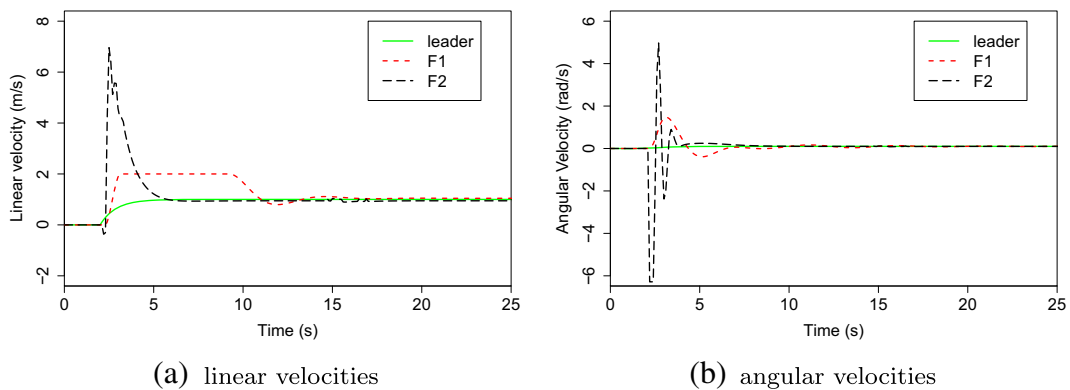 Linear velocity (m/s)
8
6
4
2
0
−2
leader
F1
F2
0 5 10 15 20 25
Time (s)
(a) linear velocities
Angular Velocity (rad/s)
6
4
2
0
−2
−4
−6
leader
F1
F2
0 5 10 15 20 25
Time (s)
(b) angular velocities